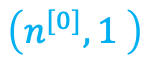 (n^[0], 1 )